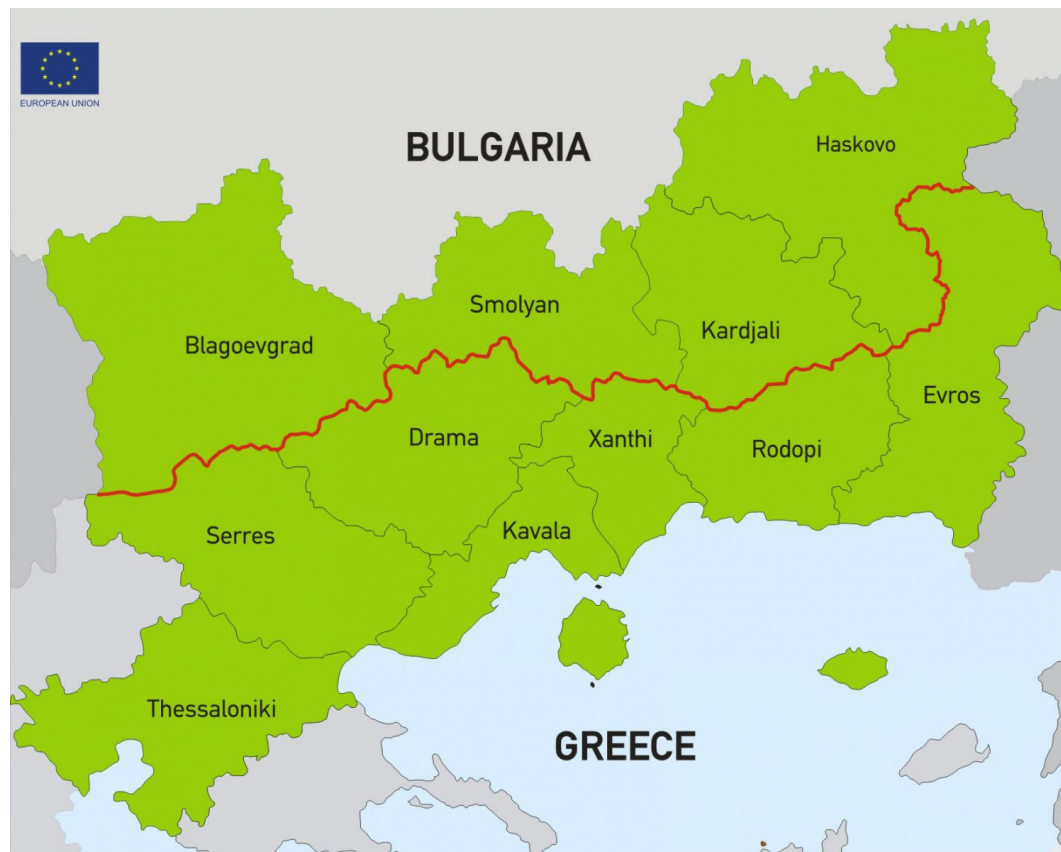 EUROPEAN UNION
BULGARIA
Haskovo
Smolyan
Kardjali
Blagoevgrad
Evros
Drama
Xanthi
Rodopi
Serres
Kavala
Thessaloniki
GREECE